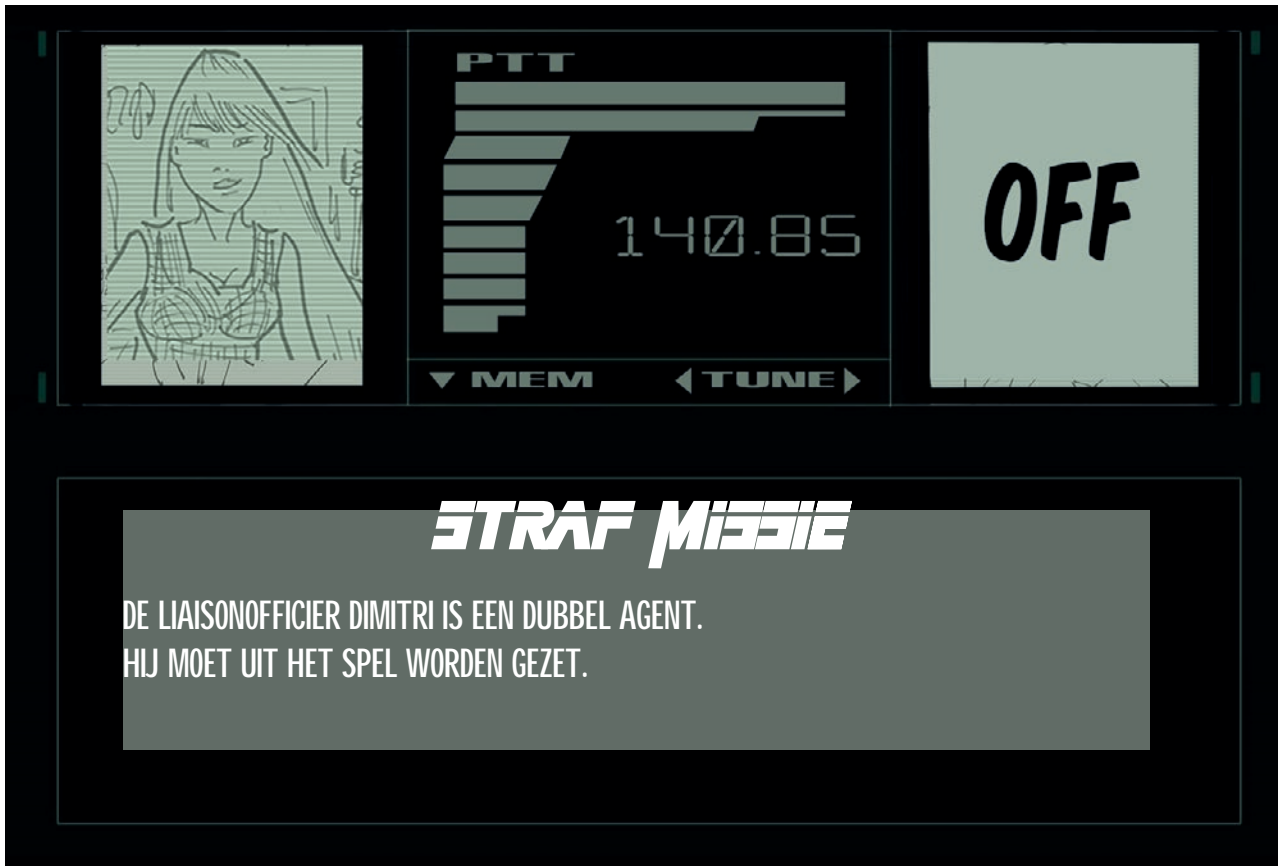 PTT
140.85
MEM
TUNE
OFF
STRAF MISSIE
DE LIAISONOFFICIER DIMITRI IS EEN DUBBEL AGENT.
HIJ MOET UIT HET SPEL WORDEN GEZET.